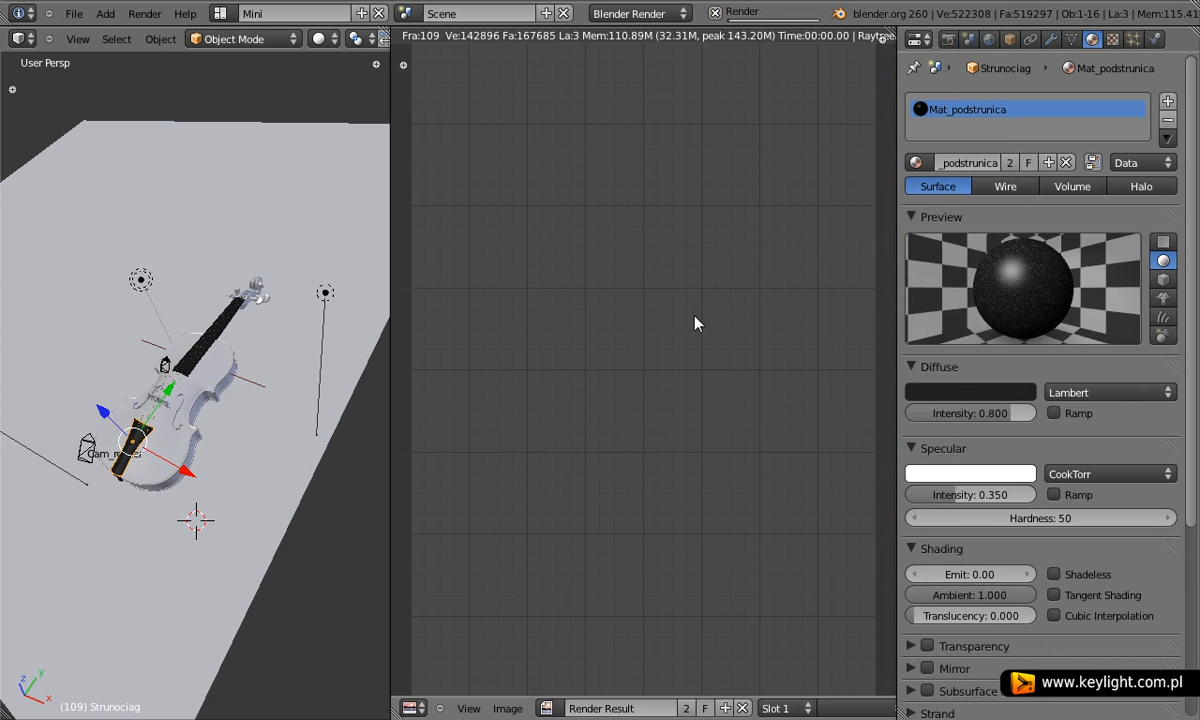 File Add Render Help Mini Scene Blender Render Render blender.org 260 | Ve:522308 | Fa:519297 | Ob:1-16 | La:3 | Mem:115.41
View Select Object Object Mode
Fra:109 Ve:142896 Fa:167685 La:3 Mem:110.89M (32.31M, peak 143.20M) Time:00:00.00 | Raytree
User Persp
Strunociag Mat_podstrunica
Mat_podstrunica
_podstrunica 2 F Data
Surface Wire Volume Halo
Preview
Diffuse
Lambert
Intensity: 0.800 Ramp
Specular
CookTorr
Intensity: 0.350 Ramp
Hardness: 50
Shading
Emit: 0.00 Shadeless
Ambient: 1.000 Tangent Shading
Translucency: 0.000 Cubic Interpolation
Transparency
Mirror
Subsurface
Strand
www.keylight.com.pl
z y x
(109) Strunociag
View Image Render Result 2 F Slot 1